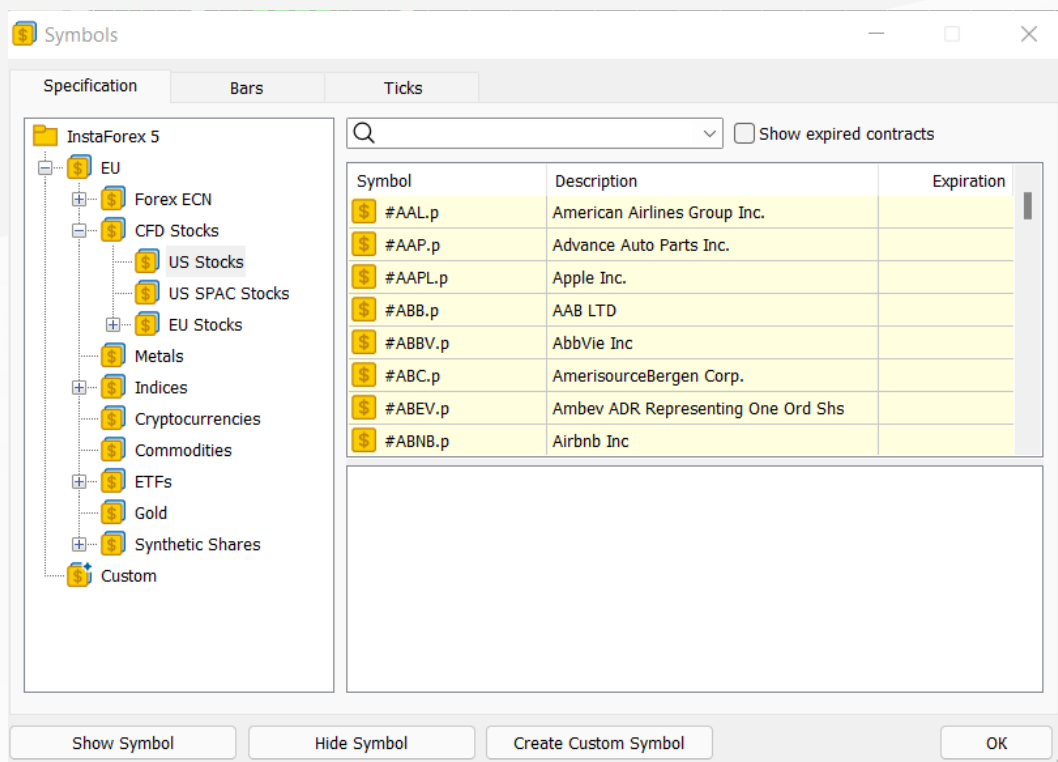 Symbols
Specification
Bars
Ticks
InstaForex 5
EU
Forex ECN
CFD Stocks
US Stocks
US SPAC Stocks
EU Stocks
Metals
Indices
Cryptocurrencies
Commodities
ETFs
Gold
Synthetic Shares
Custom
Show expired contracts
Symbol Description Expiration
#AAL.p American Airlines Group Inc.
#AAP.p Advance Auto Parts Inc.
#AAPL.p Apple Inc.
#ABB.p AAB LTD
#ABBV.p AbbVie Inc
#ABC.p AmerisourceBergen Corp.
#ABEV.p Ambev ADR Representing One Ord Shs
#ABNB.p Airbnb Inc
Show Symbol
Hide Symbol
Create Custom Symbol
OK